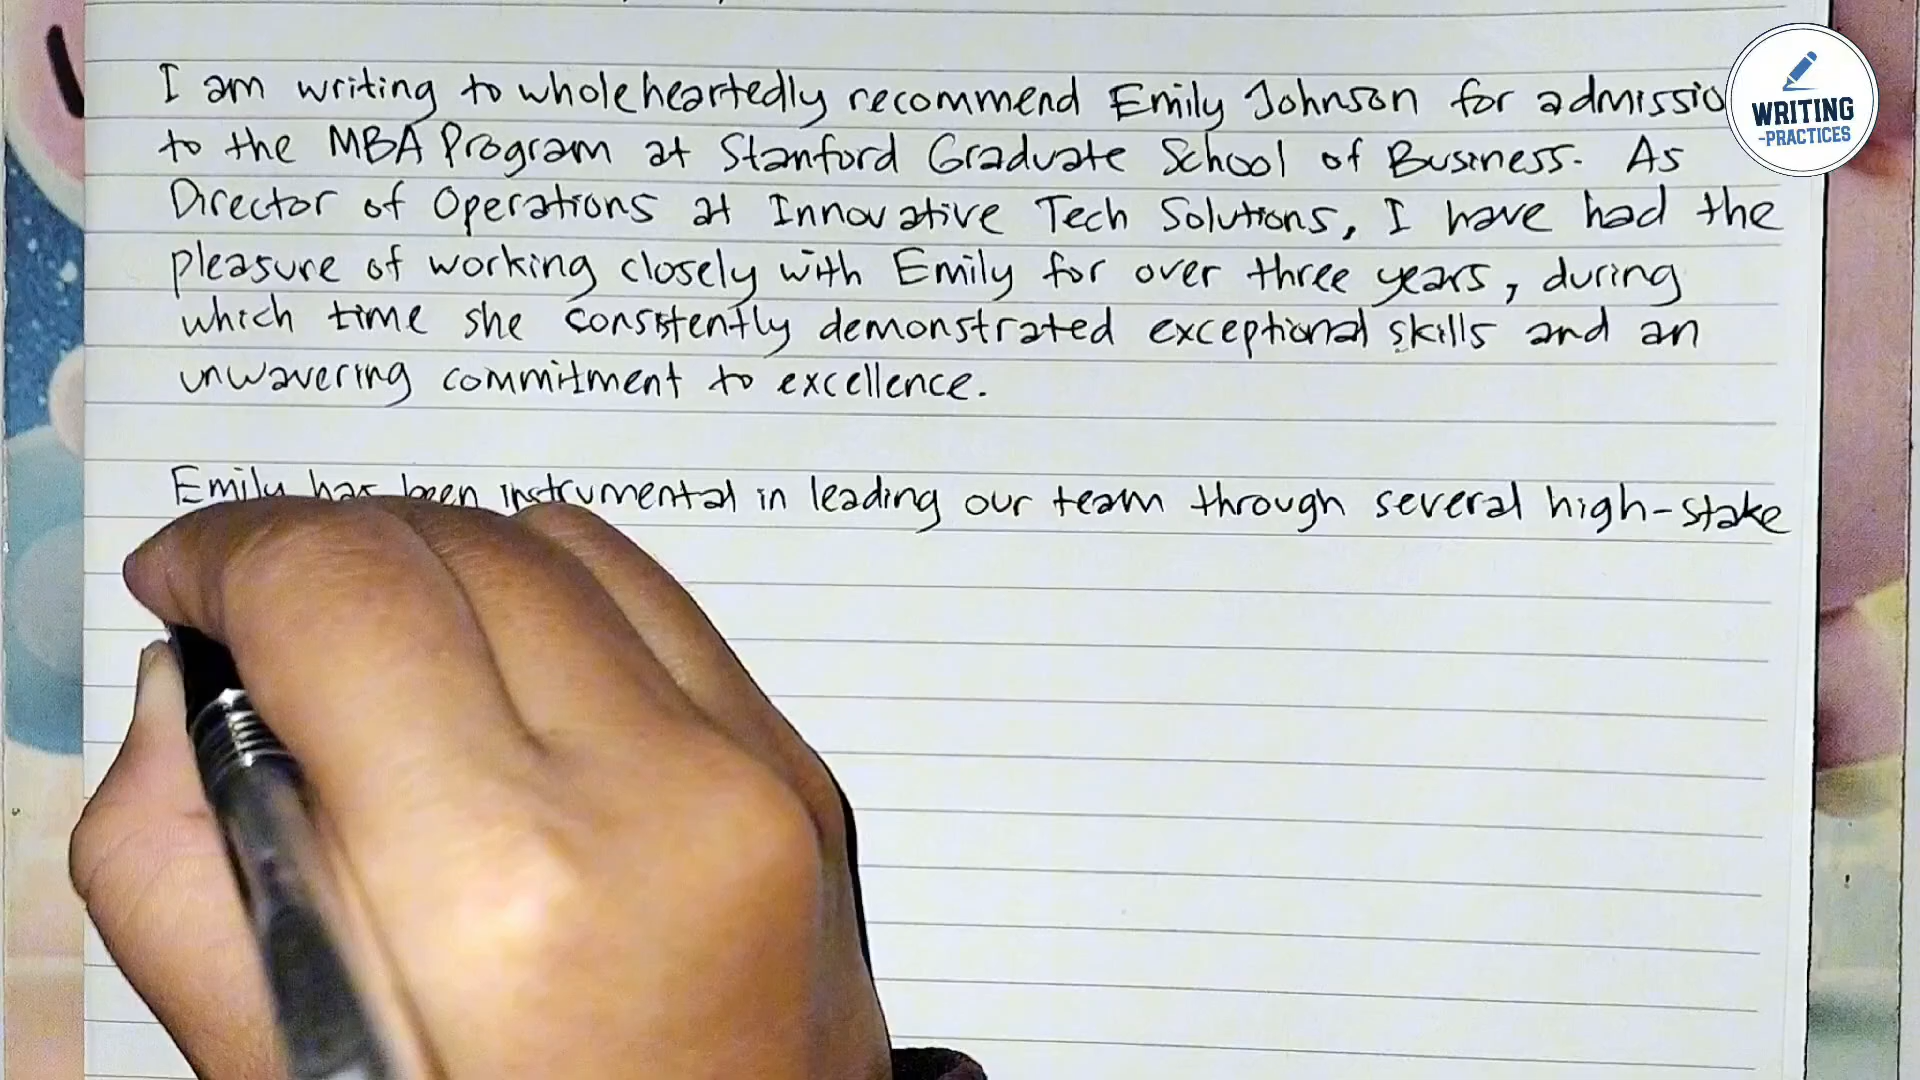 I am writing to wholeheartedly recommend Emily Johnson for admissio
to the MBA Program at Stanford Graduate School of Business. As
Director of Operations at Innovative Tech Solutions, I have had the
pleasure of working closely with Emily for over three years, during
which time she consistently demonstrated exceptional skills and an
unwavering commitment to excellence.
Emily has been instrumental in leading our team through several high-stake
WRITING
-PRACTICES